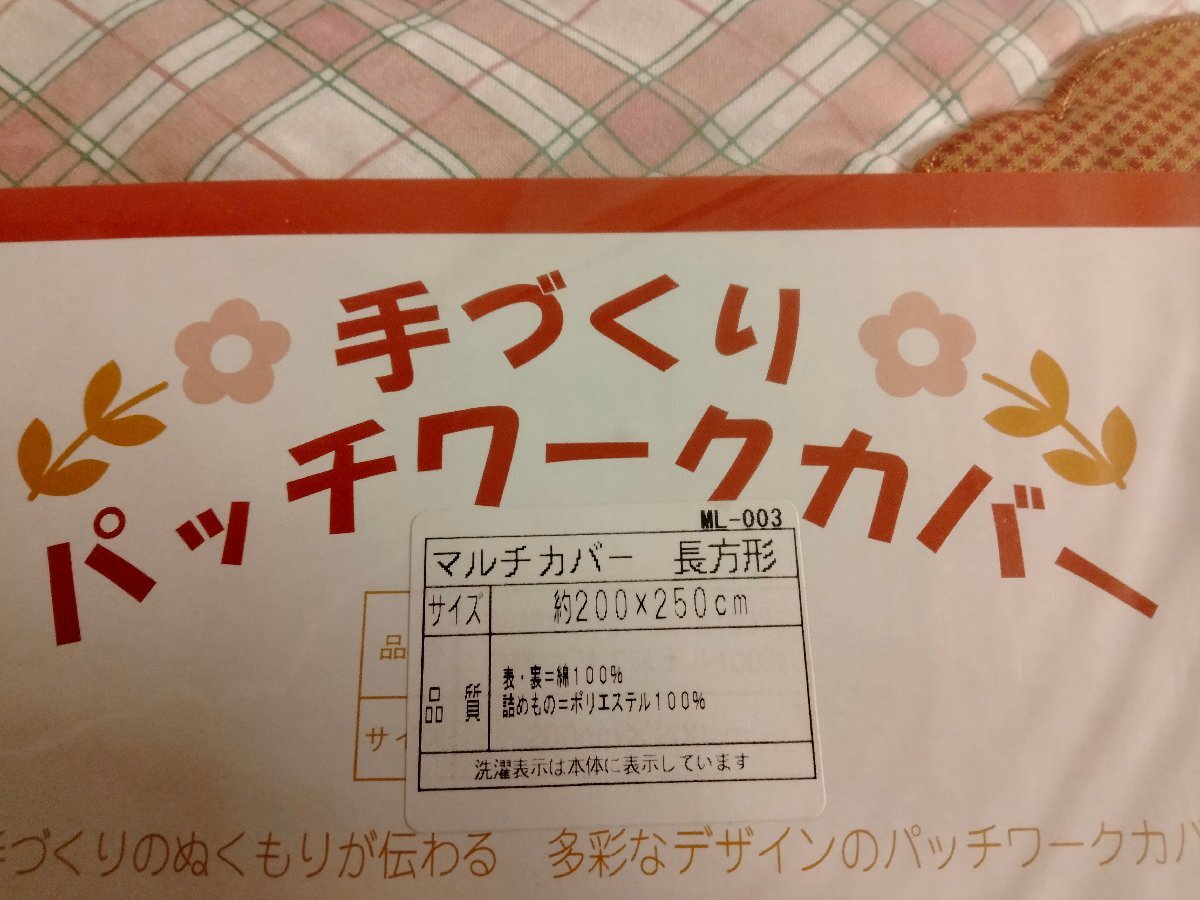 手づくり
パッチワークカバー
ML-003
マルチカバー 長方形
サイズ 約200×250cm
品質 表・裏=綿100%
詰めもの=ポリエステル100%
洗濯表示は本体に表示しています
品
サイ
手づくりのぬくもりが伝わる 多彩なデザインのパッチワークカバ